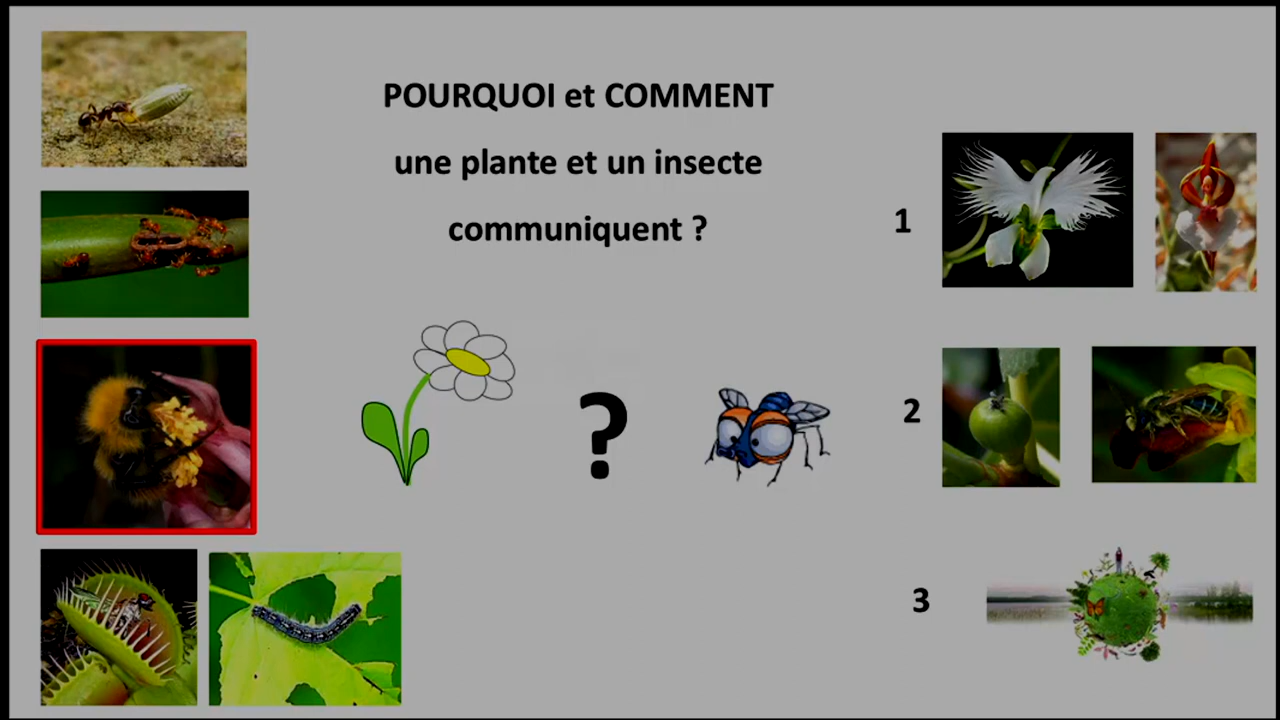 POURQUOI et COMMENT
une plante et un insecte
communiquent ?
?
1
2
3